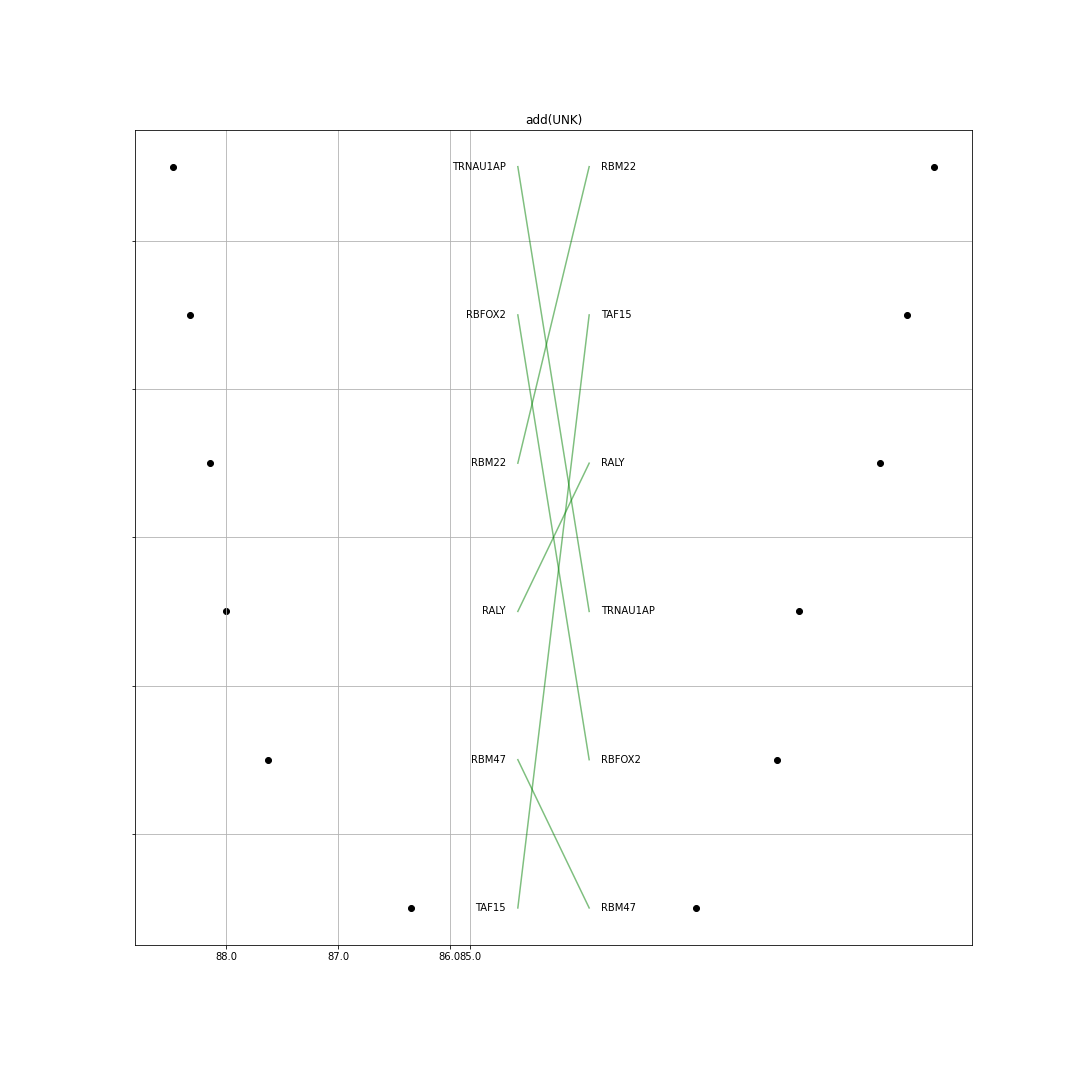 add(UNK)
TRNAU1AP RBM22
RBFOX2 TAF15
RBM22 RALY
RALY TRNAU1AP
RBM47 RBFOX2
TAF15 RBM47
88.0 87.0 86.085.0